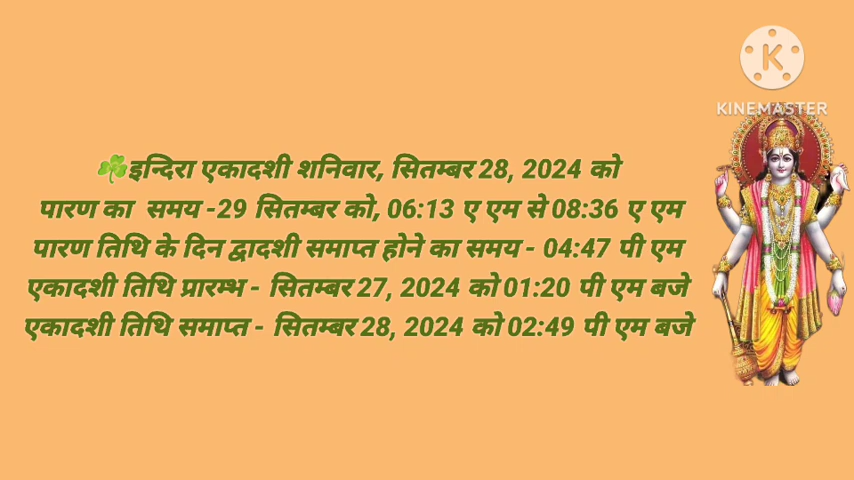 K
KINEMASTER
☘️इन्दिरा एकादशी शनिवार, सितम्बर 28, 2024 को
पारण का समय -29 सितम्बर को, 06:13 ए एम से 08:36 ए एम
पारण तिथि के दिन द्वादशी समाप्त होने का समय - 04:47 पी एम
एकादशी तिथि प्रारम्भ - सितम्बर 27, 2024 को 01:20 पी एम बजे
एकादशी तिथि समाप्त - सितम्बर 28, 2024 को 02:49 पी एम बजे